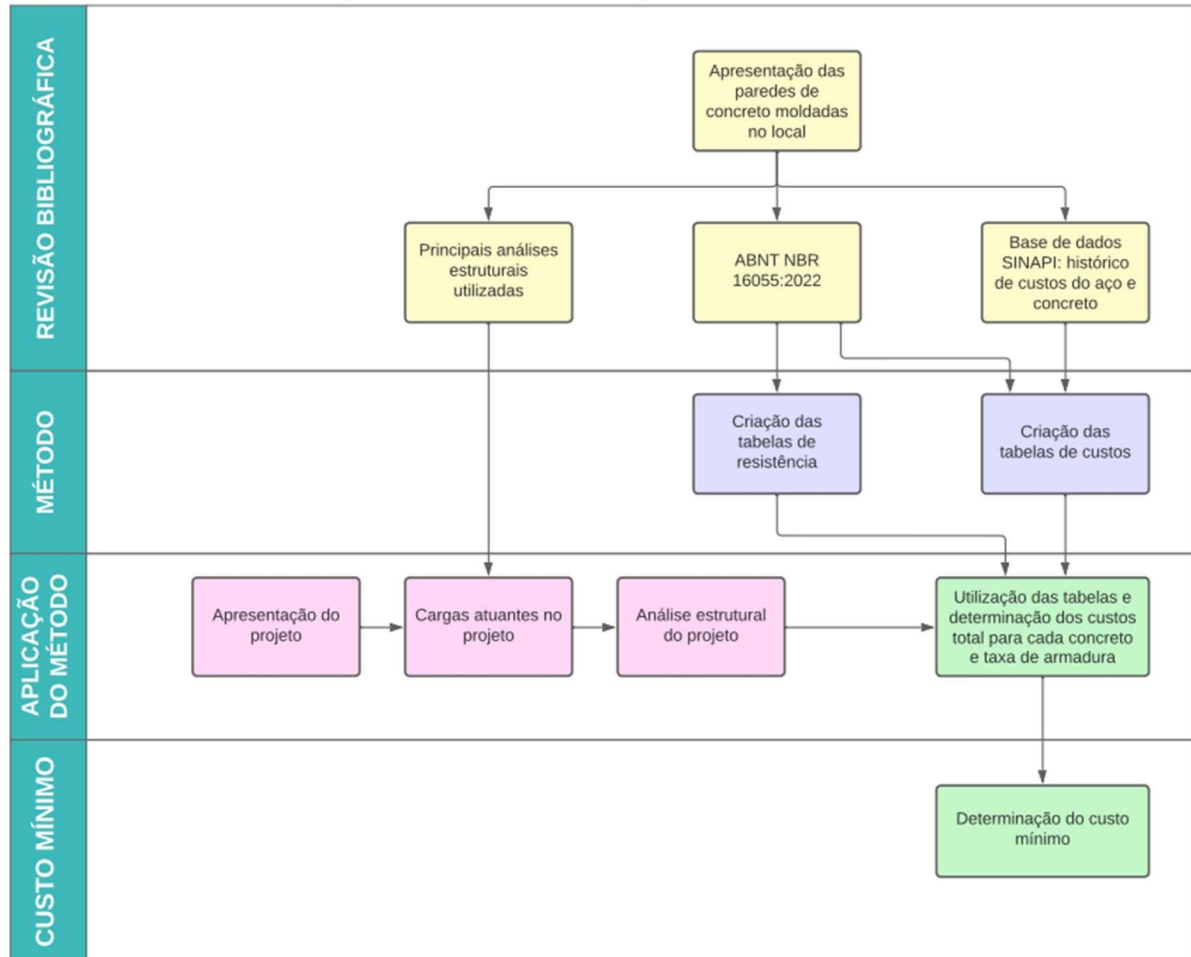 REVISÃO BIBLIOGRÁFICA
Apresentação das
paredes de
concreto moldadas
no local
Principais análises
estruturais
utilizadas
ABNT NBR
16055:2022
Base de dados
SINAPI: histórico
de custos do aço e
concreto
MÉTODO
Criação das
tabelas de
resistência
Criação das
tabelas de custos
APLICAÇÃO
DO MÉTODO
Apresentação do
projeto
Cargas atuantes no
projeto
Análise estrutural
do projeto
Utilização das tabelas e
determinação dos custos
total para cada concreto
e taxa de armadura
CUSTO MÍNIMO
Determinação do custo
mínimo